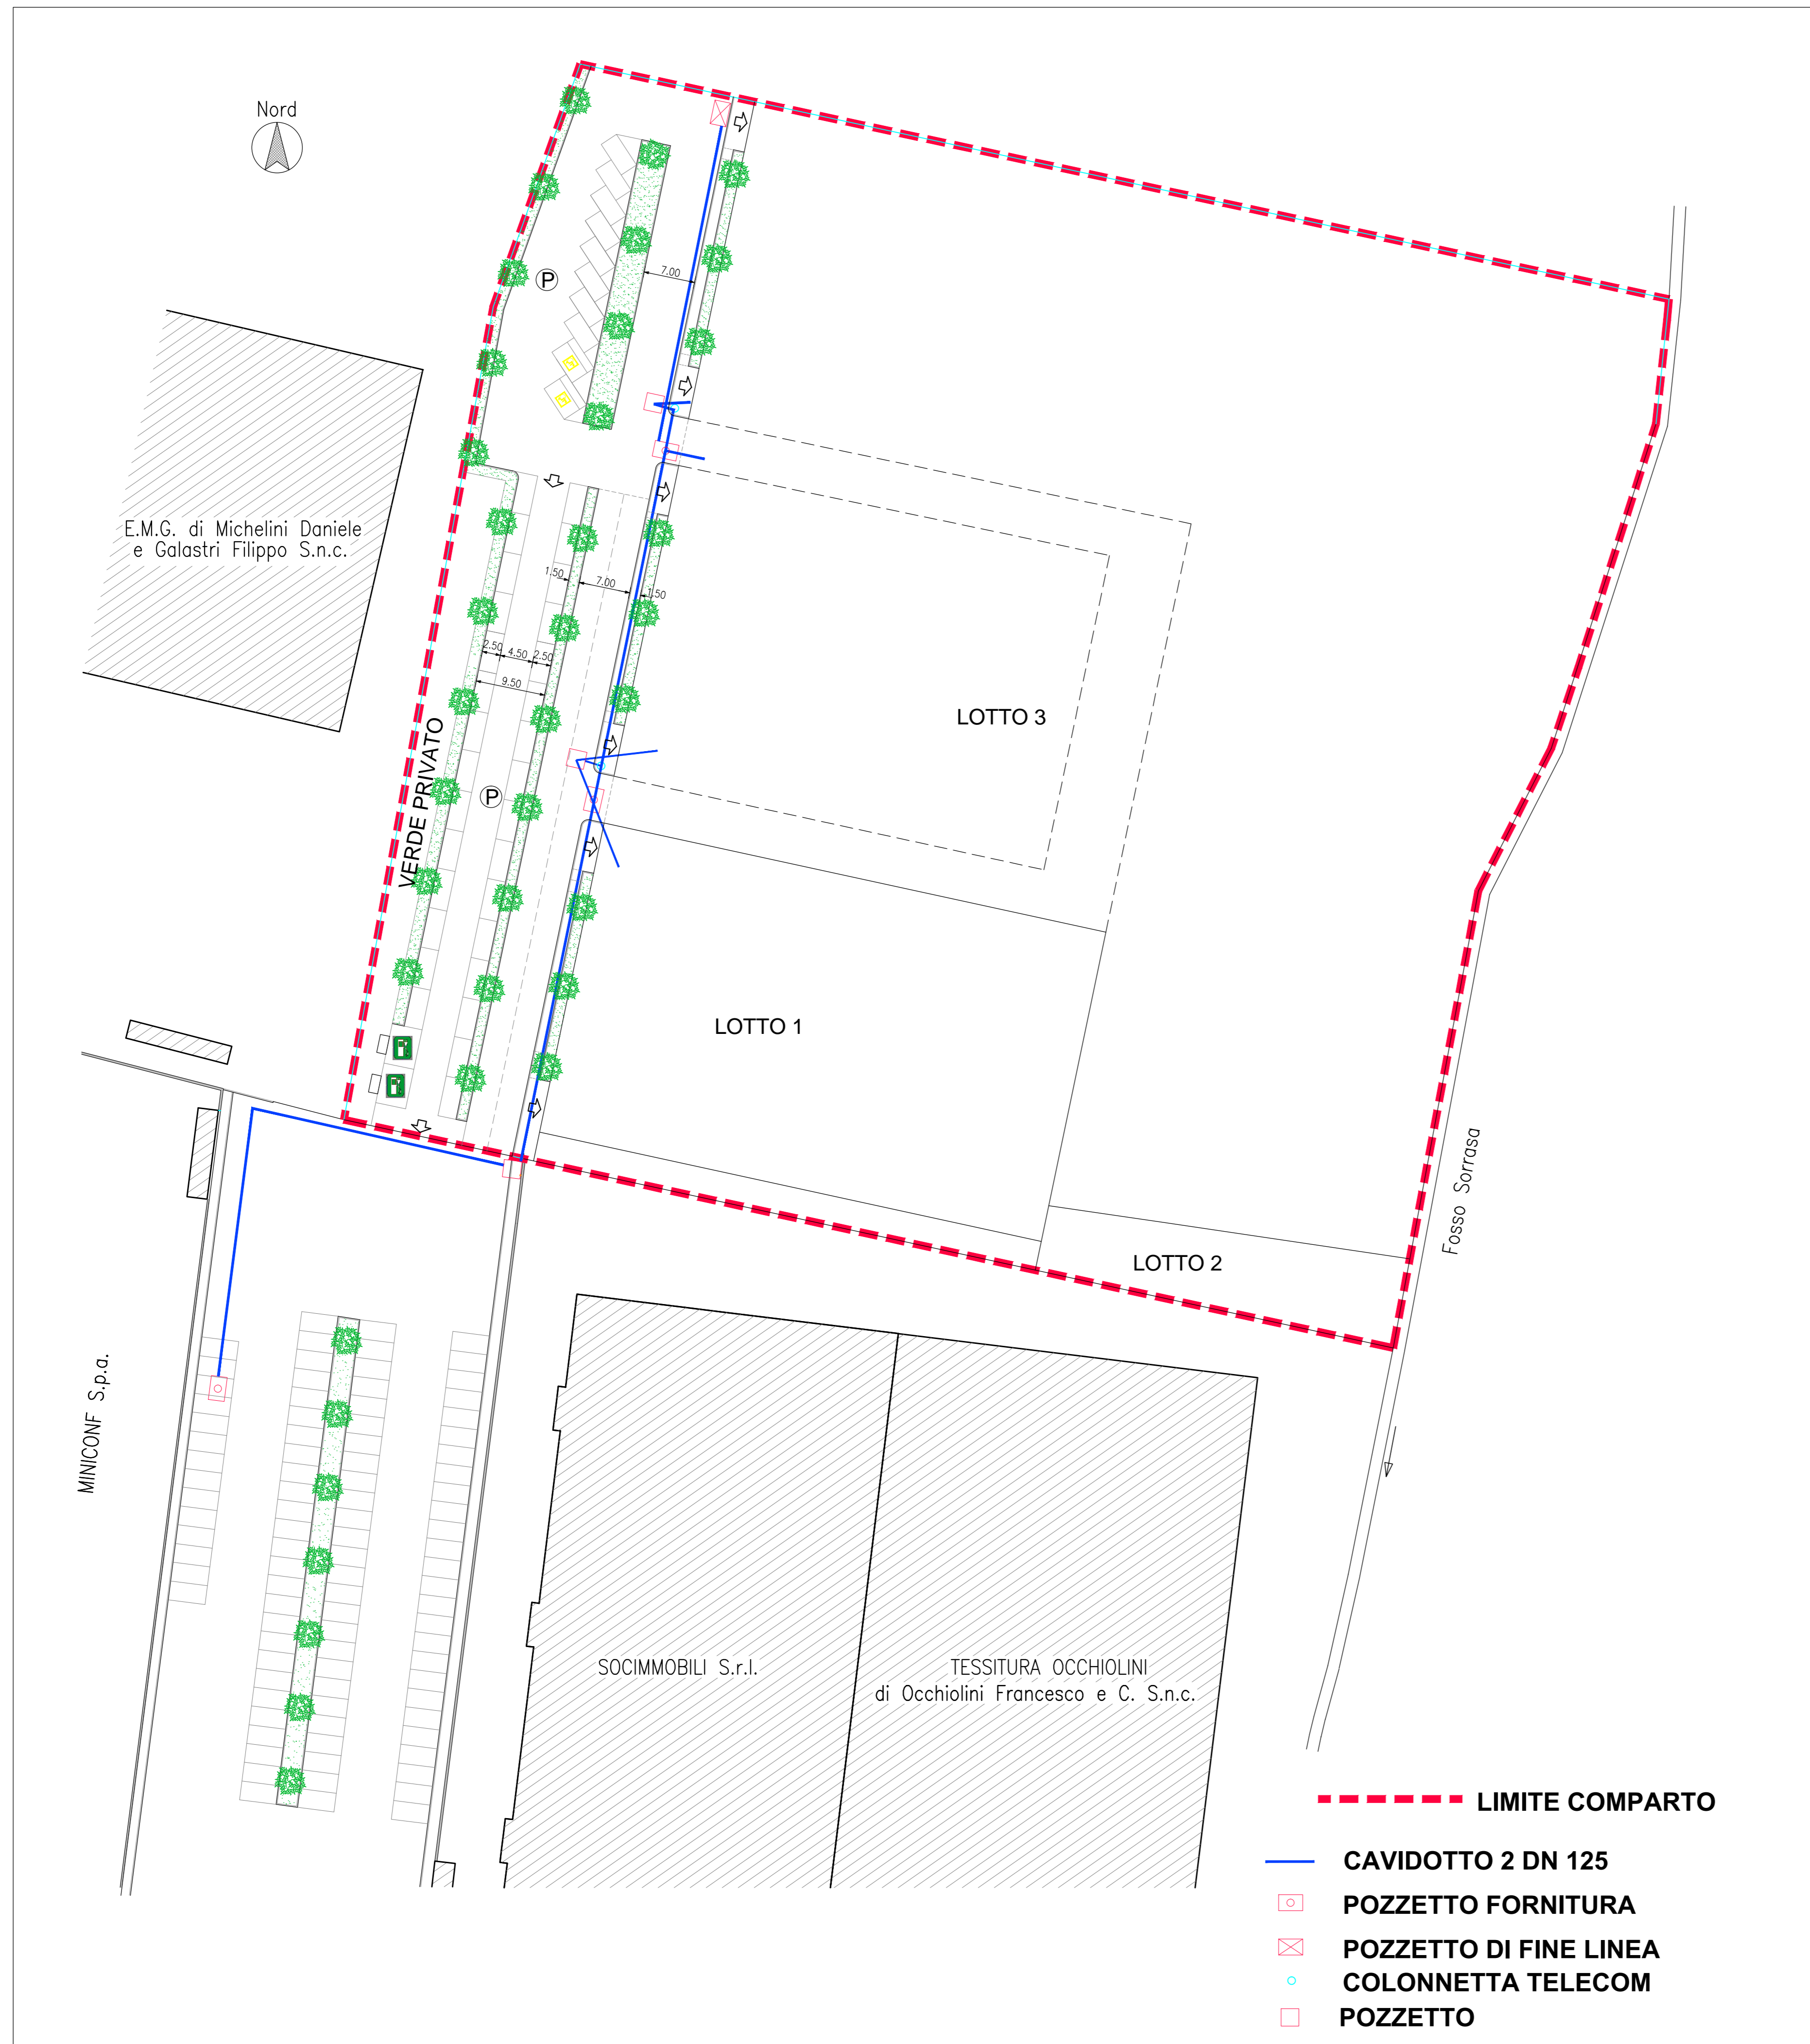 Nord
P
7.00
E.M.G. di Michelini Daniele
e Galastri Filippo S.n.c.
1.50
7.00
1.50
2.50
4.50
2.50
9.50
LOTTO 3
VERDE PRIVATO
P
LOTTO 1
Fosso Sorrasa
LOTTO 2
MINICONF S.p.a.
SOCIMMOBILI S.r.l.
TESSITURA OCCHIOLINI
di Occhiolini Francesco e C. S.n.c.
LIMITE COMPARTO
CAVIDOTTO 2 DN 125
POZZETTO FORNITURA
POZZETTO DI FINE LINEA
COLONNETTA TELECOM
POZZETTO